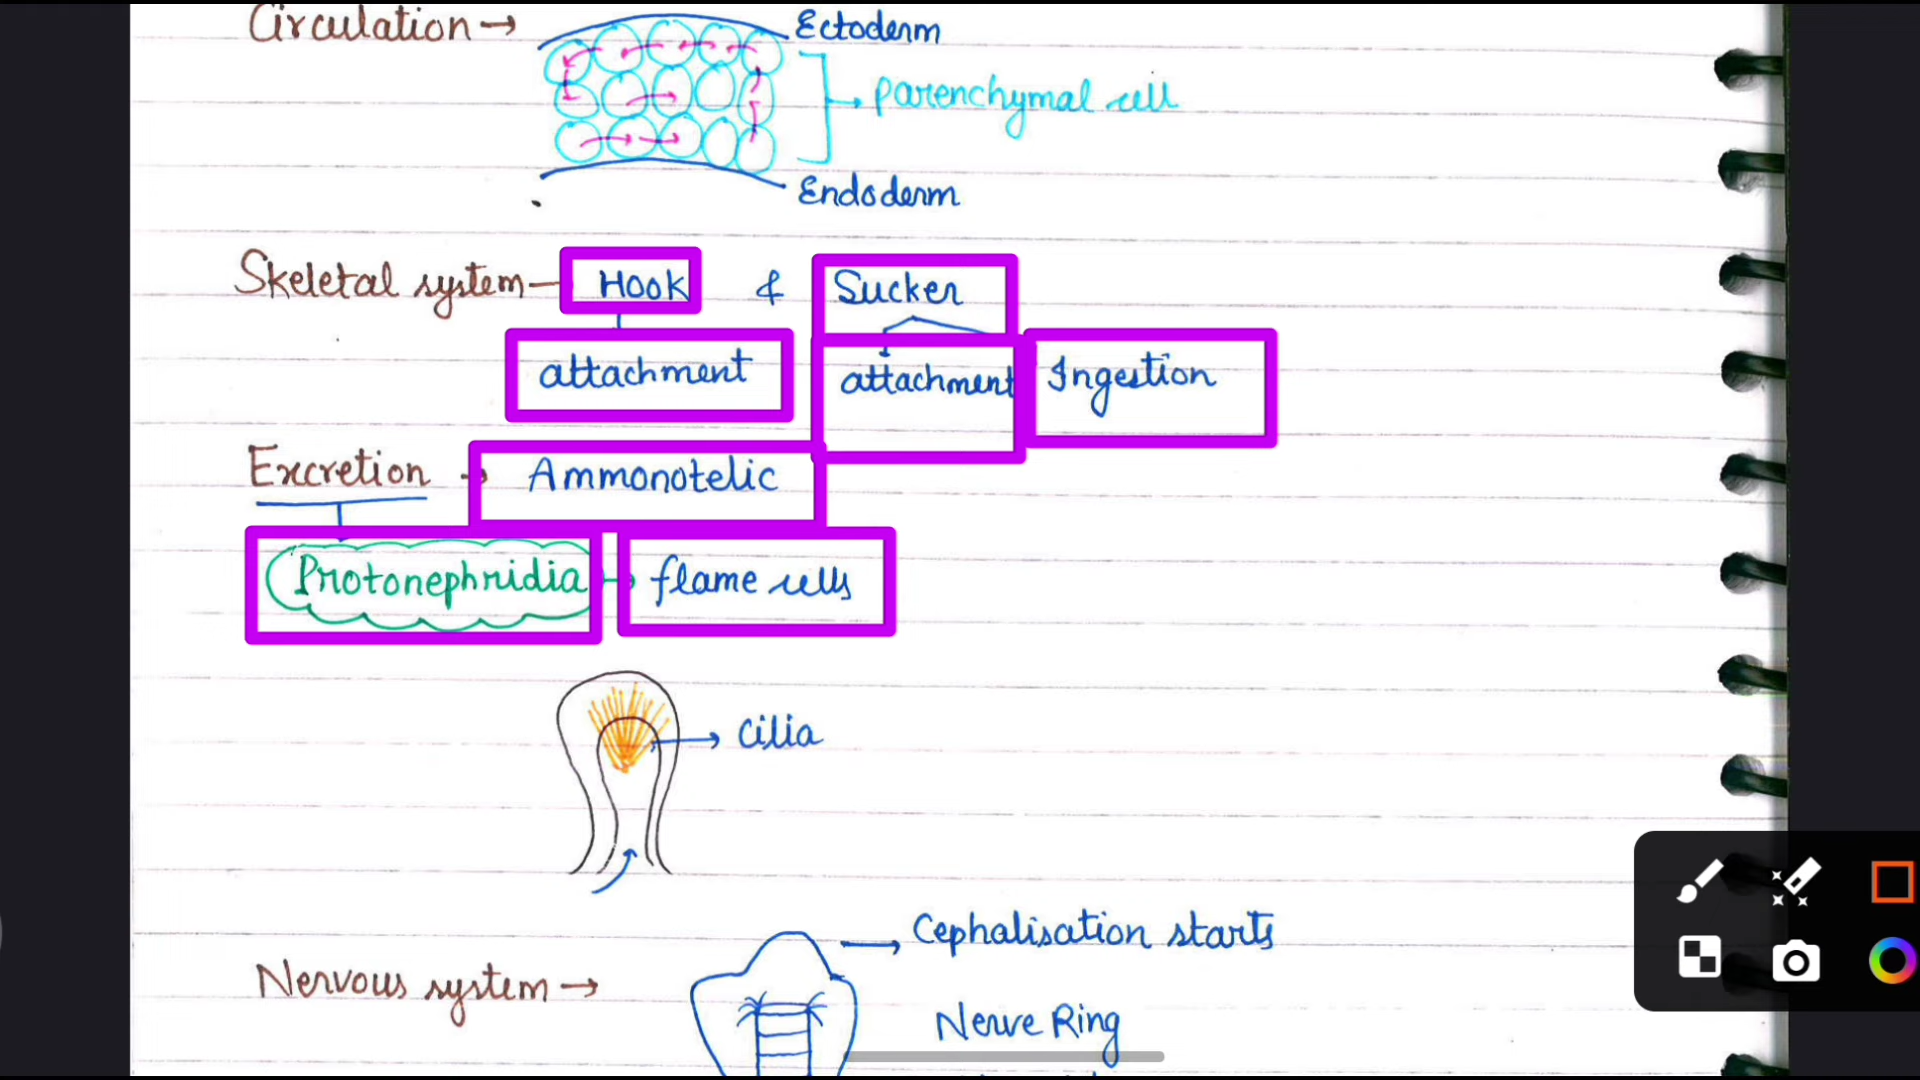 Circulation →
Ectoderm
→ parenchymal cell
Endoderm
Skeletal system - Hook & Sucker
attachment attachment Ingestion
Excretion → Ammonotelic
Protonephridia → flame cells
→ cilia
→ Cephalisation starts
Nervous system →
Nerve Ring